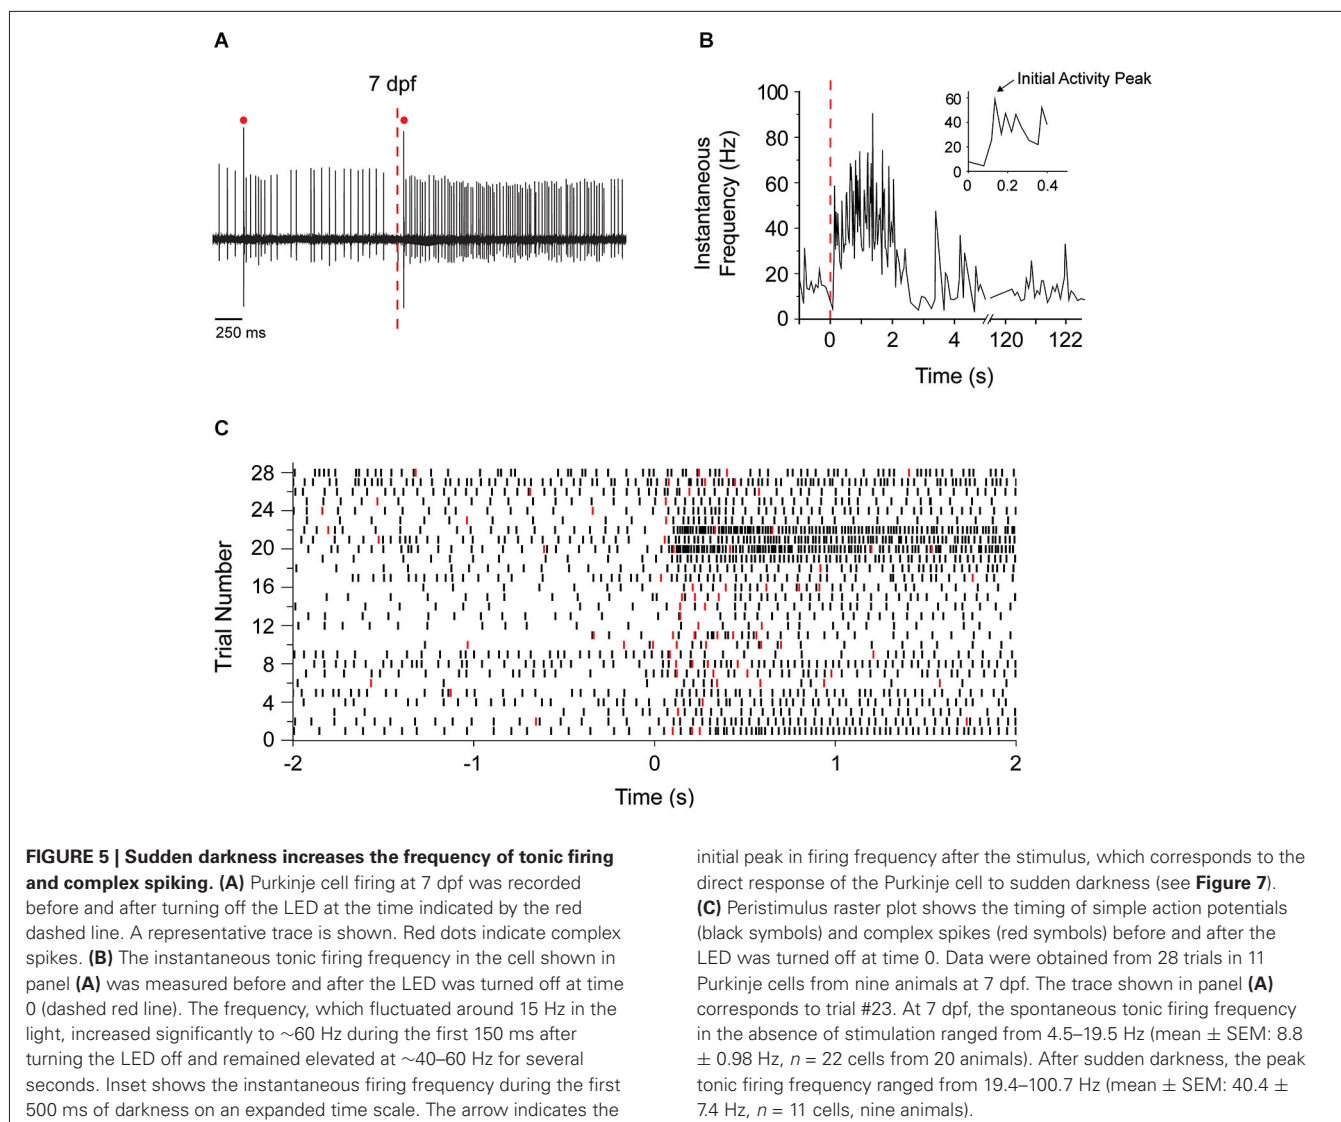 A
7 dpf
250 ms
B
Initial Activity Peak
Instantaneous
Frequency (Hz)
100
80
60
40
20
0
0 2 4 120 122
Time (s)
60
40
20
0
0 0.2 0.4
C
Trial Number
28
24
20
16
12
8
4
0
-2 -1 0 1 2
Time (s)
FIGURE 5 | Sudden darkness increases the frequency of tonic firing
and complex spiking. (A) Purkinje cell firing at 7 dpf was recorded
before and after turning off the LED at the time indicated by the red
dashed line. A representative trace is shown. Red dots indicate complex
spikes. (B) The instantaneous tonic firing frequency in the cell shown in
panel (A) was measured before and after the LED was turned off at time
0 (dashed red line). The frequency, which fluctuated around 15 Hz in the
light, increased significantly to ∼60 Hz during the first 150 ms after
turning the LED off and remained elevated at ∼40–60 Hz for several
seconds. Inset shows the instantaneous firing frequency during the first
500 ms of darkness on an expanded time scale. The arrow indicates the
initial peak in firing frequency after the stimulus, which corresponds to the
direct response of the Purkinje cell to sudden darkness (see Figure 7).
(C) Peristimulus raster plot shows the timing of simple action potentials
(black symbols) and complex spikes (red symbols) before and after the
LED was turned off at time 0. Data were obtained from 28 trials in 11
Purkinje cells from nine animals at 7 dpf. The trace shown in panel (A)
corresponds to trial #23. At 7 dpf, the spontaneous tonic firing frequency
in the absence of stimulation ranged from 4.5–19.5 Hz (mean ± SEM: 8.8
± 0.98 Hz, n = 22 cells from 20 animals). After sudden darkness, the peak
tonic firing frequency ranged from 19.4–100.7 Hz (mean ± SEM: 40.4 ±
7.4 Hz, n = 11 cells, nine animals).